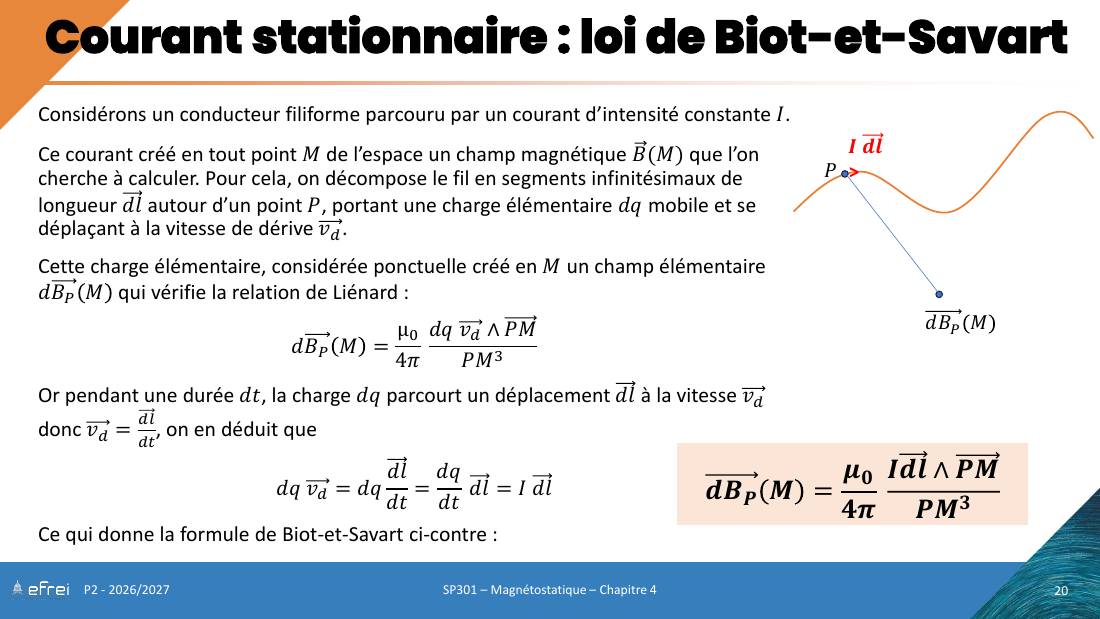 Courant stationnaire : loi de Biot-et-Savart
Considérons un conducteur filiforme parcouru par un courant d’intensité constante 𝐼.
Ce courant créé en tout point 𝑀 de l’espace un champ magnétique B⃗(𝑀) que l’on
cherche à calculer. Pour cela, on décompose le fil en segments infinitésimaux de
longueur dl⃗ autour d’un point 𝑃, portant une charge élémentaire 𝑑𝑞 mobile et se
déplaçant à la vitesse de dérive v_d⃗.
Cette charge élémentaire, considérée ponctuelle créé en 𝑀 un champ élémentaire
dB_P⃗(𝑀) qui vérifie la relation de Liénard :
dB_P⃗(M) = μ₀/4π dq v_d⃗ ∧ PM⃗ / PM³
Or pendant une durée 𝑑𝑡, la charge 𝑑𝑞 parcourt un déplacement dl⃗ à la vitesse v_d⃗
donc v_d⃗ = dl⃗/dt, on en déduit que
dq v_d⃗ = dq dl⃗/dt = dq/dt dl⃗ = I dl⃗
Ce qui donne la formule de Biot-et-Savart ci-contre :
I dl⃗
P
dB_P⃗(M)
dB_P⃗(M) = μ₀/4π Idl⃗ ∧ PM⃗ / PM³
efrei P2 - 2026/2027
SP301 – Magnétostatique – Chapitre 4
20